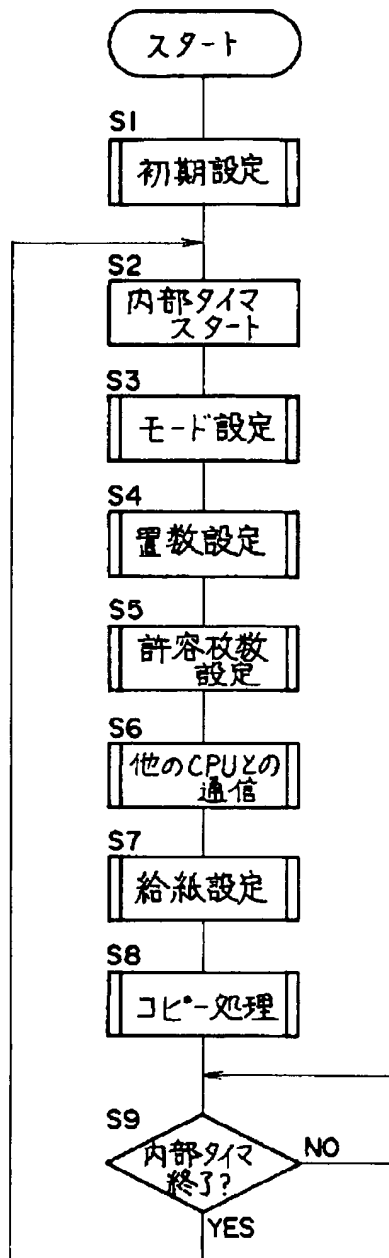 スタート
S1
初期設定
S2
内部タイマ
スタート
S3
モード設定
S4
置数設定
S5
許容枚数
設定
S6
他のCPUとの
通信
S7
給紙設定
S8
コピー処理
S9
内部タイマ
終了?
NO
YES